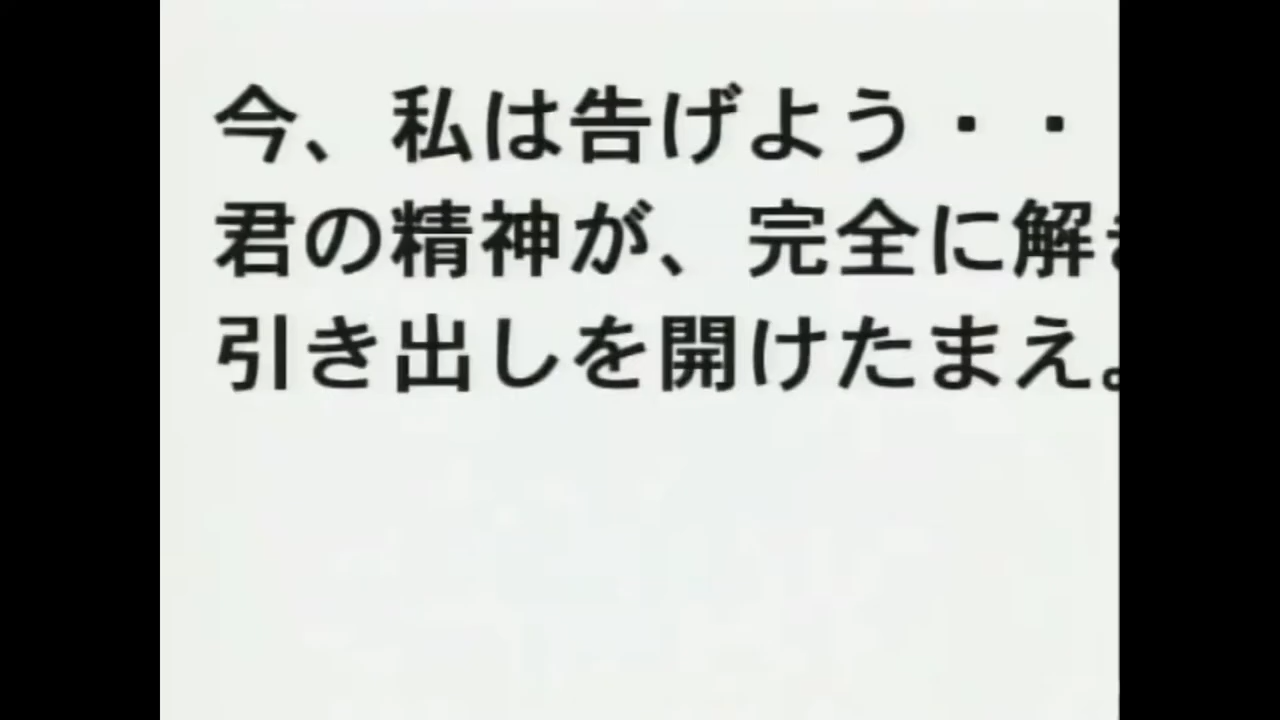 今、私は告げよう・・
君の精神が、完全に解き
引き出しを開けたまえ。